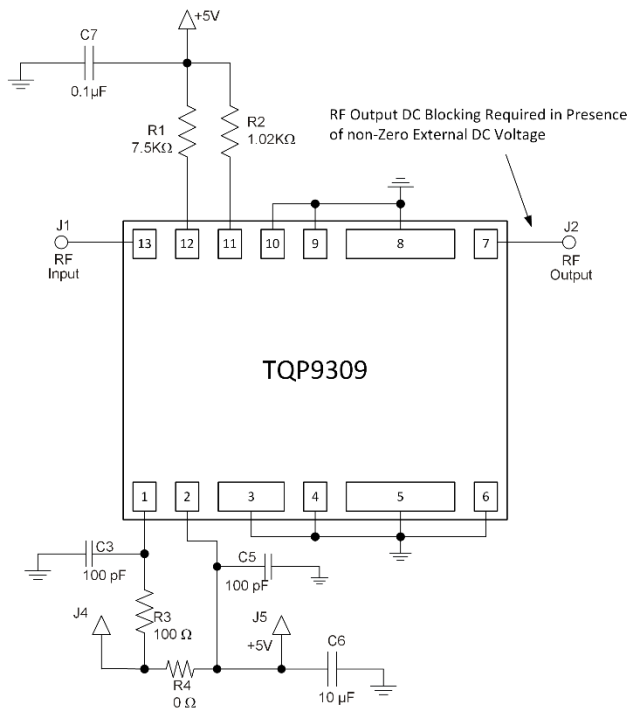 +5V
C7
0.1µF
R1
7.5KΩ
R2
1.02KΩ
RF Output DC Blocking Required in Presence
of non-Zero External DC Voltage
J1
RF
Input
13
12
11
10
9
8
7
J2
RF
Output
TQP9309
1
2
3
4
5
6
C3
100 pF
C5
100 pF
J4
R3
100 Ω
J5
+5V
C6
10 µF
R4
0 Ω